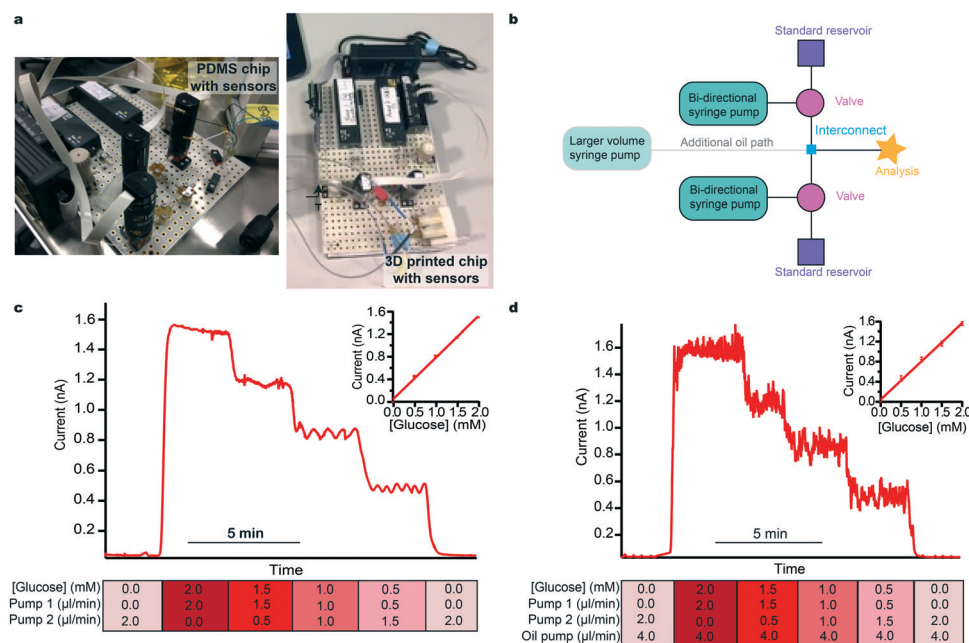 a
PDMS chip
with sensors
3D printed chip
with sensors
b
Standard reservoir
Bi-directional
syringe pump
Valve
Larger volume
syringe pump
Additional oil path
Interconnect
Analysis
Bi-directional
syringe pump
Valve
Standard reservoir
c
Current (nA)
1.6
1.4
1.2
1.0
0.8
0.6
0.4
0.2
5 min
Time
Current (nA)
1.6
1.2
0.8
0.4
0.0 0.5 1.0 1.5 2.0
[Glucose] (mM)
[Glucose] (mM) 0.0 2.0 1.5 1.0 0.5 0.0
Pump 1 (µl/min) 0.0 2.0 1.5 1.0 0.5 0.0
Pump 2 (µl/min) 2.0 0.0 0.5 1.0 1.5 2.0
d
Current (nA)
1.6
1.4
1.2
1.0
0.8
0.6
0.4
0.2
5 min
Time
Current (nA)
1.6
1.2
0.8
0.4
0.0 0.5 1.0 1.5 2.0
[Glucose] (mM)
[Glucose] (mM) 0.0 2.0 1.5 1.0 0.5 0.0
Pump 1 (µl/min) 0.0 2.0 1.5 1.0 0.5 0.0
Pump 2 (µl/min) 2.0 0.0 0.5 1.0 1.5 2.0
Oil pump (µl/min) 4.0 4.0 4.0 4.0 4.0 4.0